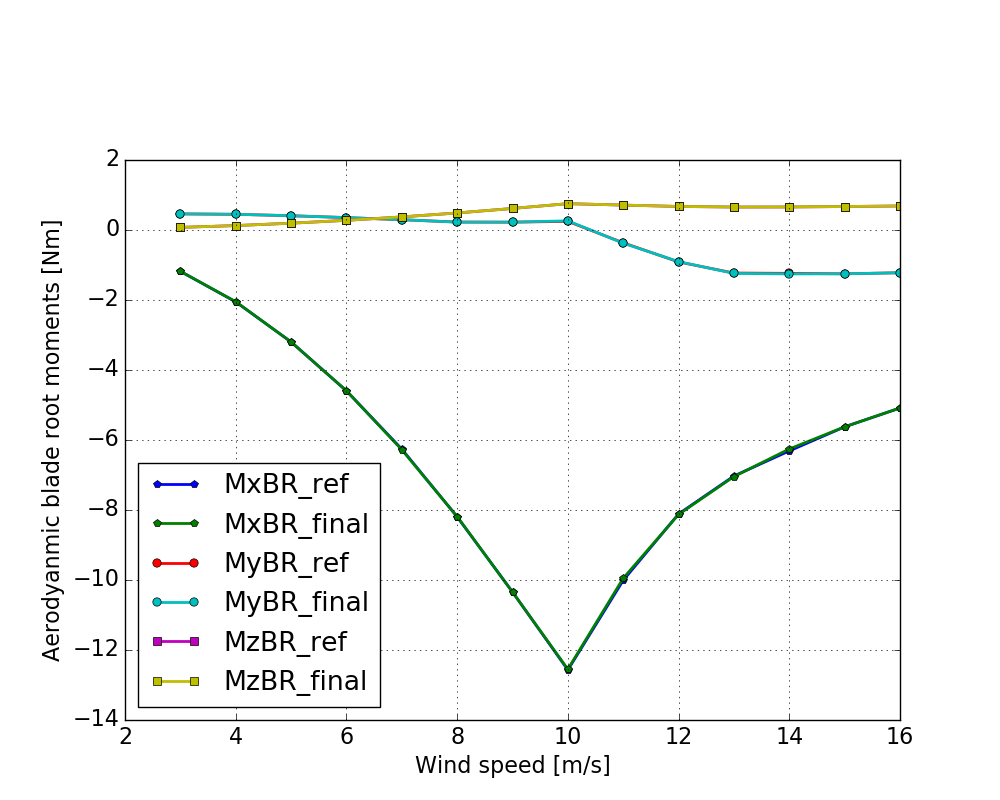 2
0
−2
−4
−6
−8
−10
−12
−14
Aerodyanmic blade root moments [Nm]
MxBR_ref
MxBR_final
MyBR_ref
MyBR_final
MzBR_ref
MzBR_final
2 4 6 8 10 12 14 16
Wind speed [m/s]